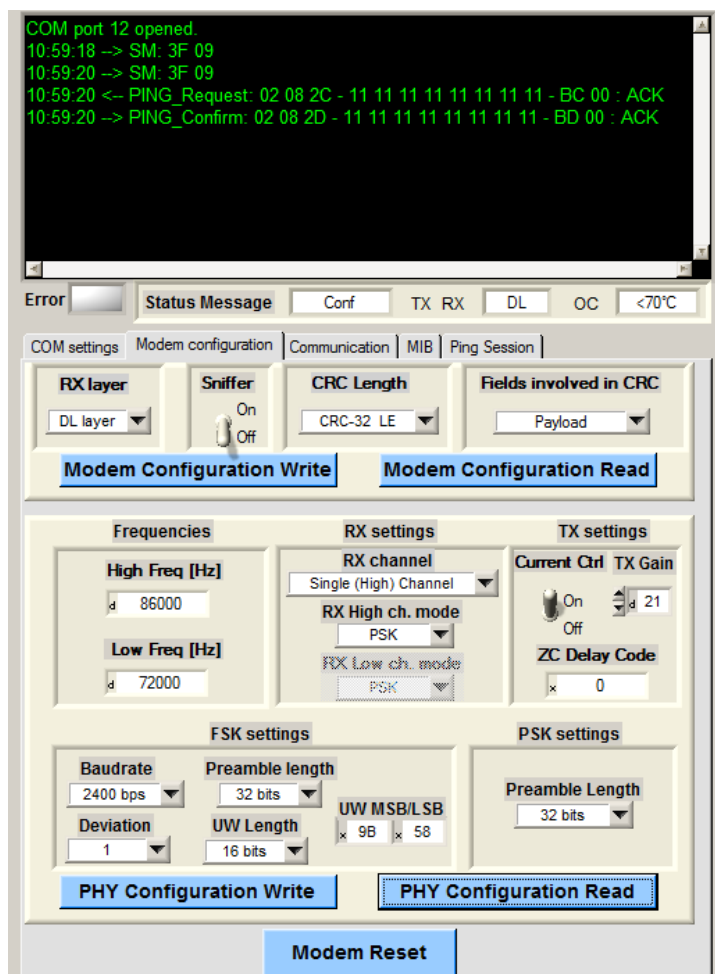 COM port 12 opened.
10:59:18 --> SM: 3F 09
10:59:20 --> SM: 3F 09
10:59:20 <-- PING_Request: 02 08 2C - 11 11 11 11 11 11 11 11 - BC 00 : ACK
10:59:20 --> PING_Confirm: 02 08 2D - 11 11 11 11 11 11 11 11 - BD 00 : ACK
Error Status Message Conf TX RX DL OC <70°C
COM settings Modem configuration Communication MIB Ping Session
RX layer Sniffer CRC Length Fields involved in CRC
On
DL layer CRC-32 LE Payload
Off
Modem Configuration Write Modem Configuration Read
Frequencies RX settings TX settings
High Freq [Hz] RX channel Current Ctrl TX Gain
Single (High) Channel
d 86000 On d 21
RX High ch. mode
PSK Off
Low Freq [Hz] RX Low ch. mode ZC Delay Code
d 72000 PSK x 0
FSK settings PSK settings
Baudrate Preamble length
2400 bps 32 bits Preamble Length
UW MSB/LSB 32 bits
Deviation UW Length x 9B x 58
1 16 bits
PHY Configuration Write PHY Configuration Read
Modem Reset